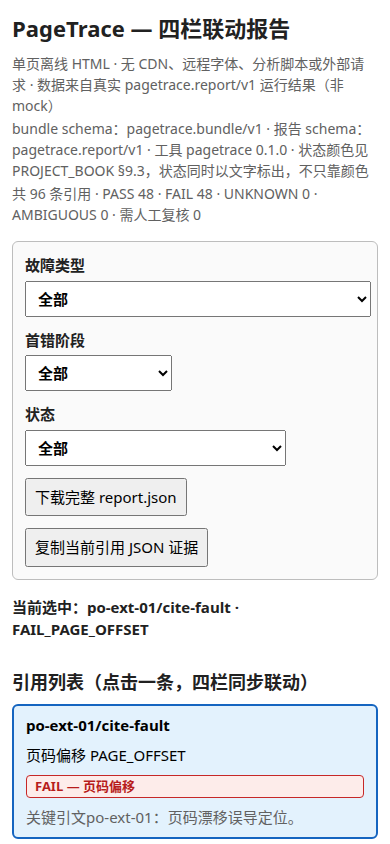 PageTrace — 四栏联动报告
单页离线 HTML · 无 CDN、远程字体、分析脚本或外部请
求 · 数据来自真实 pagetrace.report/v1 运行结果（非
mock）
bundle schema：pagetrace.bundle/v1 · 报告 schema：
pagetrace.report/v1 · 工具 pagetrace 0.1.0 · 状态颜色见
PROJECT_BOOK §9.3，状态同时以文字标出，不只靠颜色
共 96 条引用 · PASS 48 · FAIL 48 · UNKNOWN 0 ·
AMBIGUOUS 0 · 需人工复核 0
故障类型
全部
首错阶段
全部
状态
全部
下载完整 report.json
复制当前引用 JSON 证据
当前选中：po-ext-01/cite-fault ·
FAIL_PAGE_OFFSET
引用列表（点击一条，四栏同步联动）
po-ext-01/cite-fault
页码偏移 PAGE_OFFSET
FAIL — 页码偏移
关键引文po-ext-01：页码漂移误导定位。